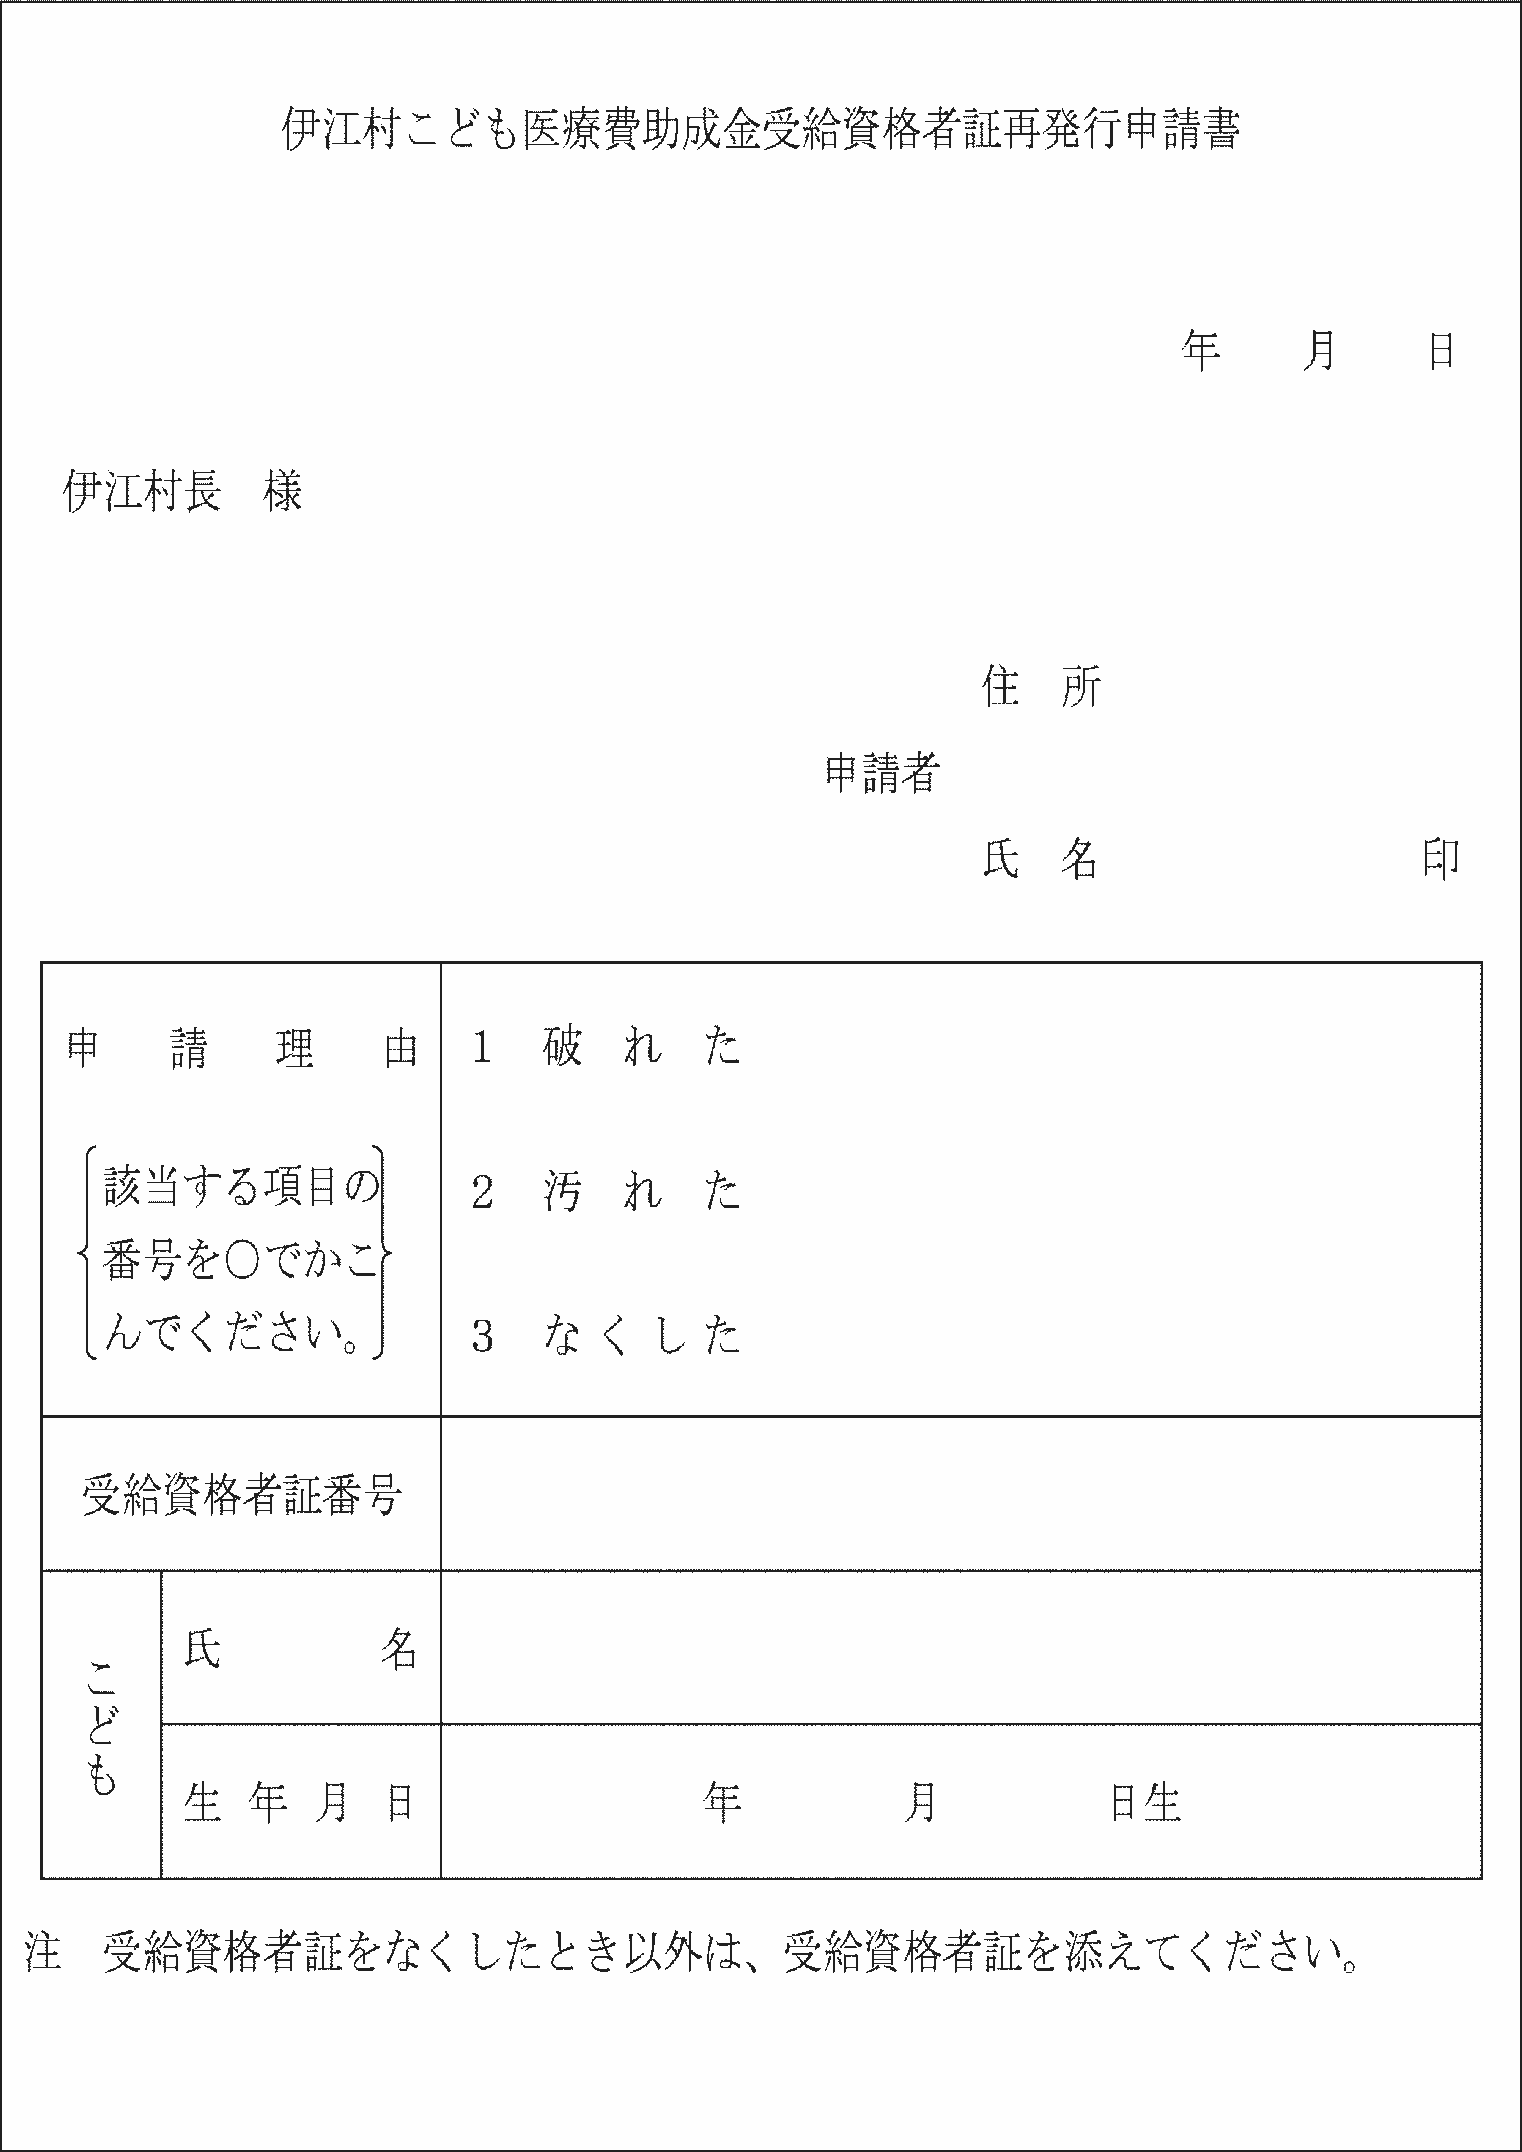 伊江村こども医療費助成金受給資格者証再発行申請書
年　月　日
伊江村長　様
住　所
申請者
氏　名　印
申請理由
該当する項目の
番号を〇でかこ
んでください。
1　破れた
2　汚れた
3　なくした
受給資格者証番号
こども
氏名
生年月日
年　月　日生
注　受給資格者証をなくしたとき以外は、受給資格者証を添えてください。